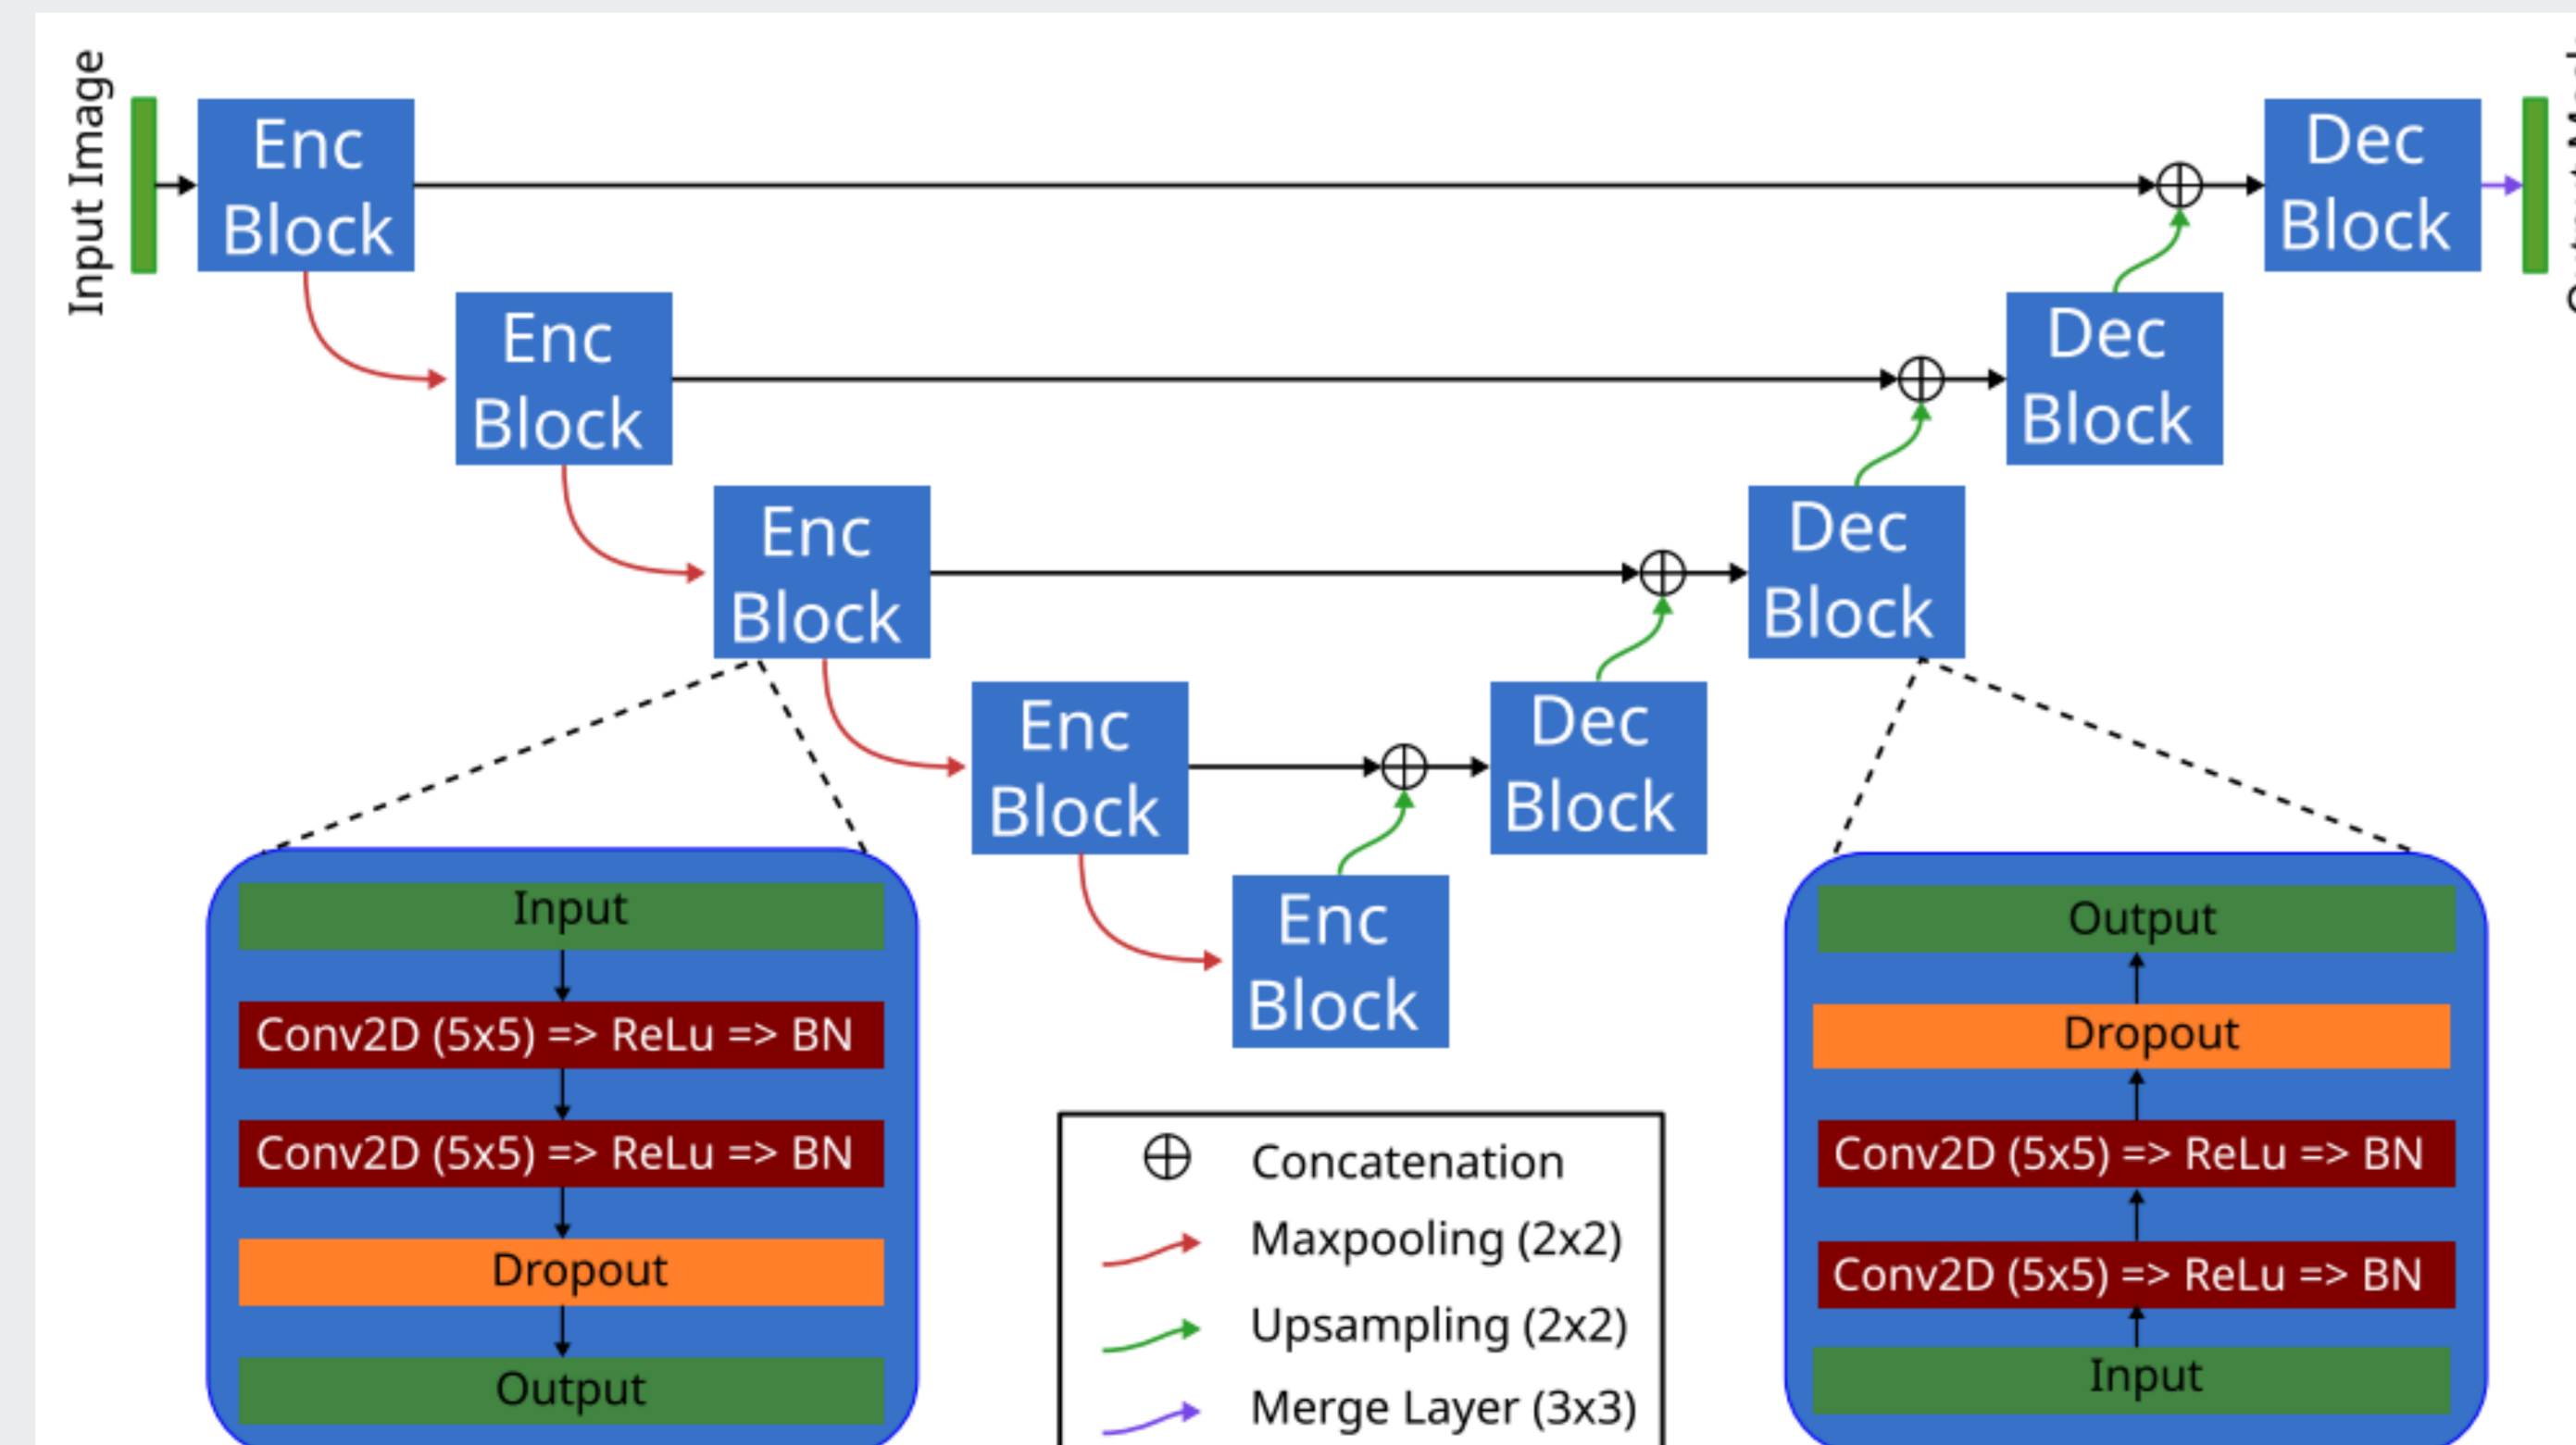 Input Image
Enc
Block
Dec
Block
Enc
Block
Dec
Block
Enc
Block
Dec
Block
Enc
Block
Dec
Block
Enc
Block
Input
Conv2D (5x5) => ReLu => BN
Conv2D (5x5) => ReLu => BN
Dropout
Output
Concatenation
Maxpooling (2x2)
Upsampling (2x2)
Merge Layer (3x3)
Output
Dropout
Conv2D (5x5) => ReLu => BN
Conv2D (5x5) => ReLu => BN
Input